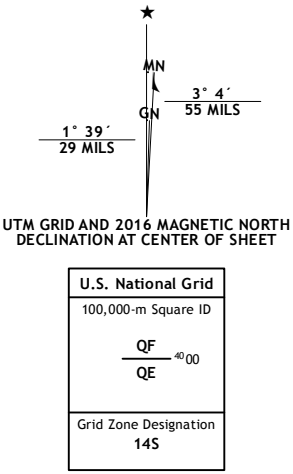 ★
MN
3° 4´
55 MILS
GN
1° 39´
29 MILS
UTM GRID AND 2016 MAGNETIC NORTH
DECLINATION AT CENTER OF SHEET
U.S. National Grid
100,000-m Square ID
QF
4000
QE
Grid Zone Designation
14S